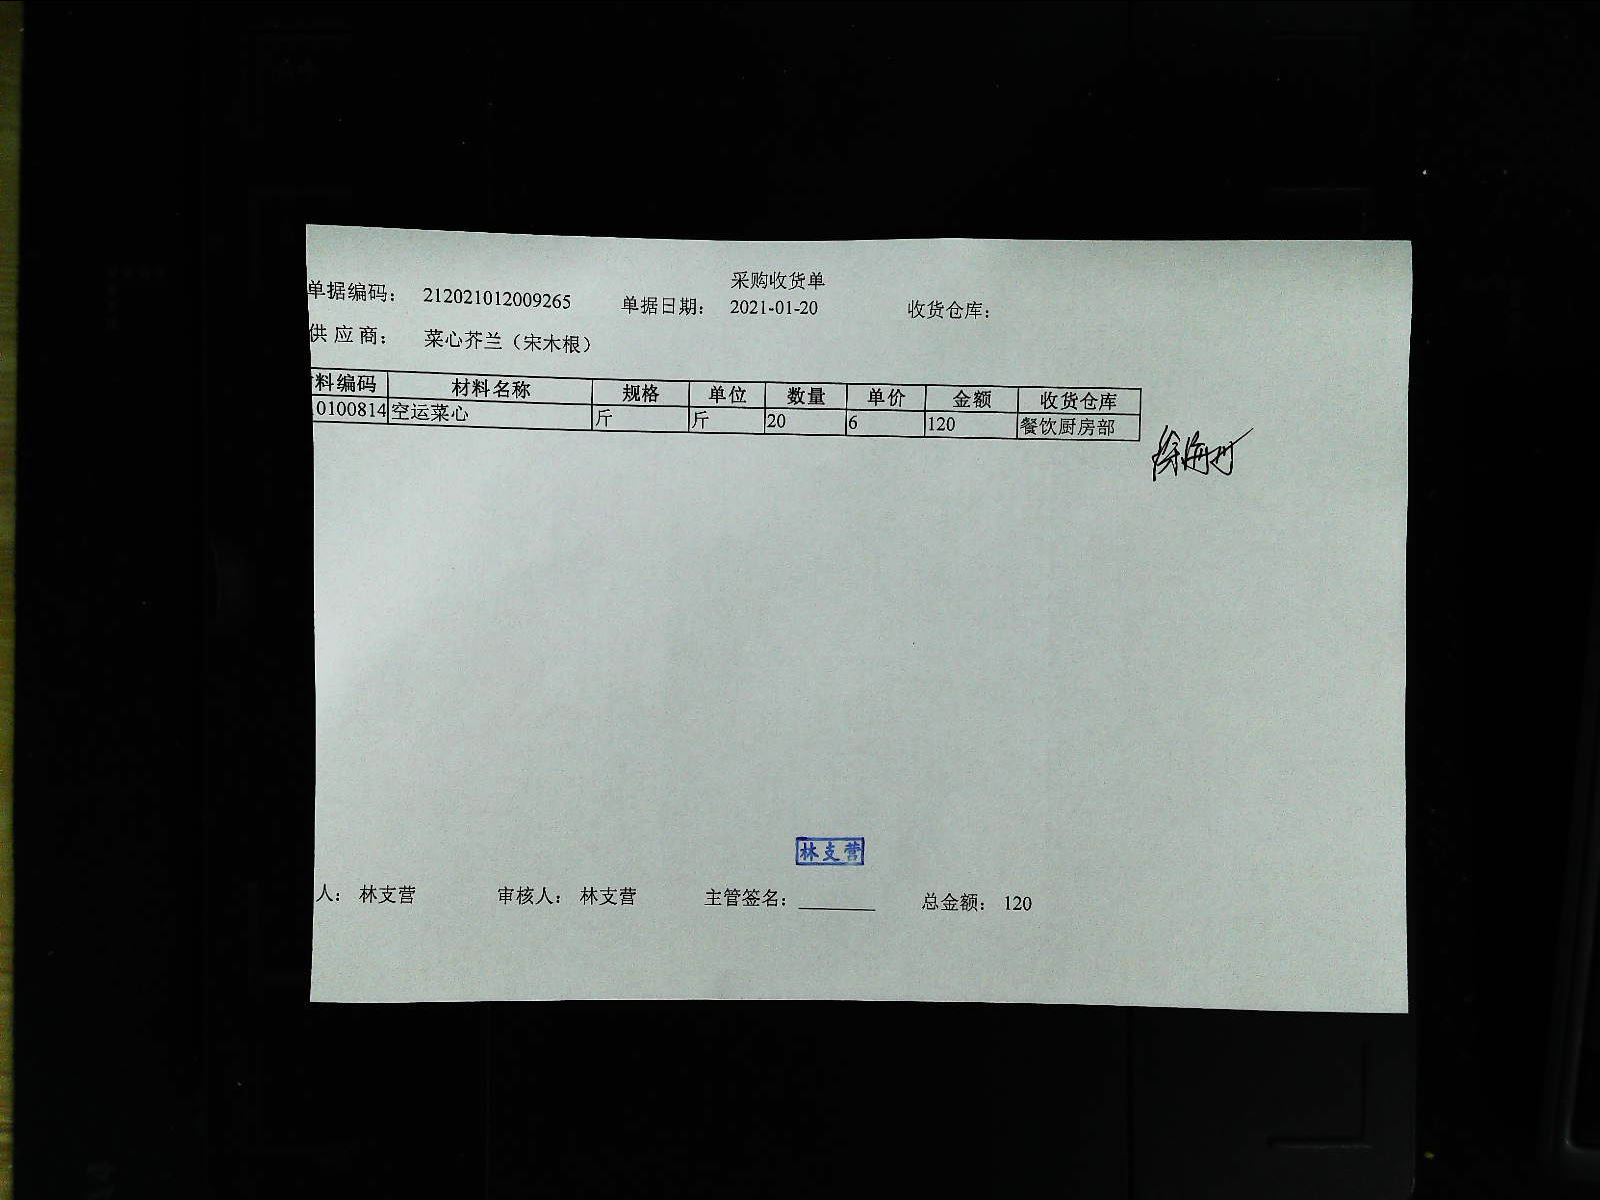 采购收货单
单据编码： 212021012009265 单据日期： 2021-01-20 收货仓库：
供应商： 菜心芥兰（宋木根）
料编码 材料名称 规格 单位 数量 单价 金额 收货仓库
0100814 空运菜心 斤 斤 20 6 120 餐饮厨房部
林支营
人： 林支营 审核人： 林支营 主管签名： 总金额： 120